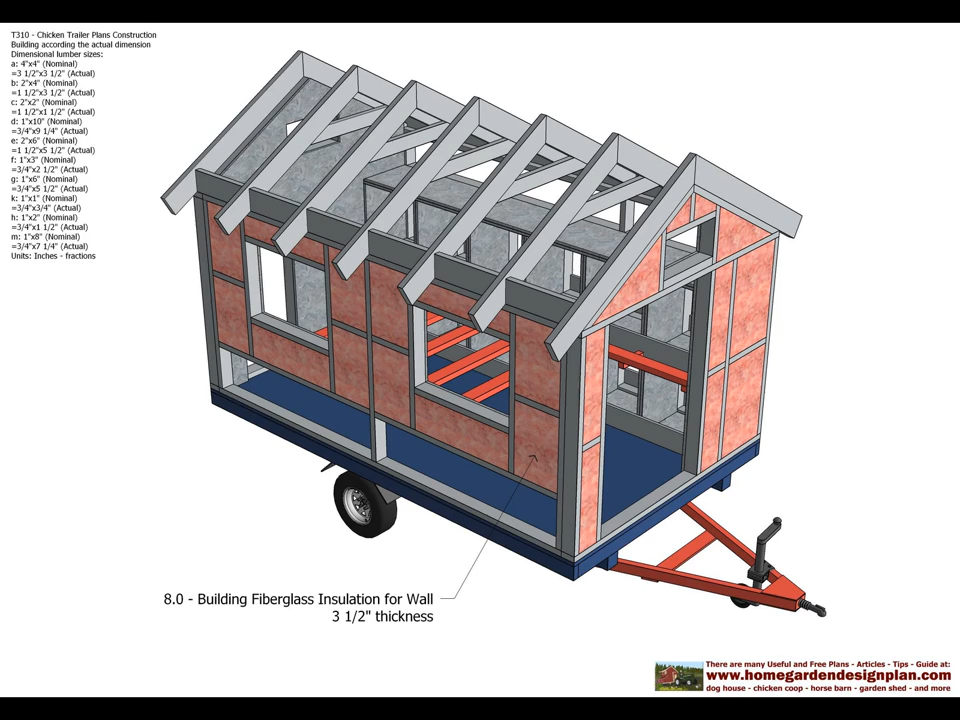 T310 - Chicken Trailer Plans Construction
Building according the actual dimension
Dimensional lumber sizes:
a: 4"x4" (Nominal)
=3 1/2"x3 1/2" (Actual)
b: 2"x4" (Nominal)
=1 1/2"x3 1/2" (Actual)
c: 2"x2" (Nominal)
=1 1/2"x1 1/2" (Actual)
d: 1"x10" (Nominal)
=3/4"x9 1/4" (Actual)
e: 2"x6" (Nominal)
=1 1/2"x5 1/2" (Actual)
f: 1"x3" (Nominal)
=3/4"x2 1/2" (Actual)
g: 1"x6" (Nominal)
=3/4"x5 1/2" (Actual)
k: 1"x1" (Nominal)
=3/4"x3/4" (Actual)
h: 1"x2" (Nominal)
=3/4"x1 1/2" (Actual)
m: 1"x8" (Nominal)
=3/4"x7 1/4" (Actual)
Units: Inches - fractions
8.0 - Building Fiberglass Insulation for Wall
3 1/2" thickness
There are many Useful and Free Plans - Articles - Tips - Guide at:
www.homegardendesignplan.com
dog house - chicken coop - horse barn - garden shed - and more